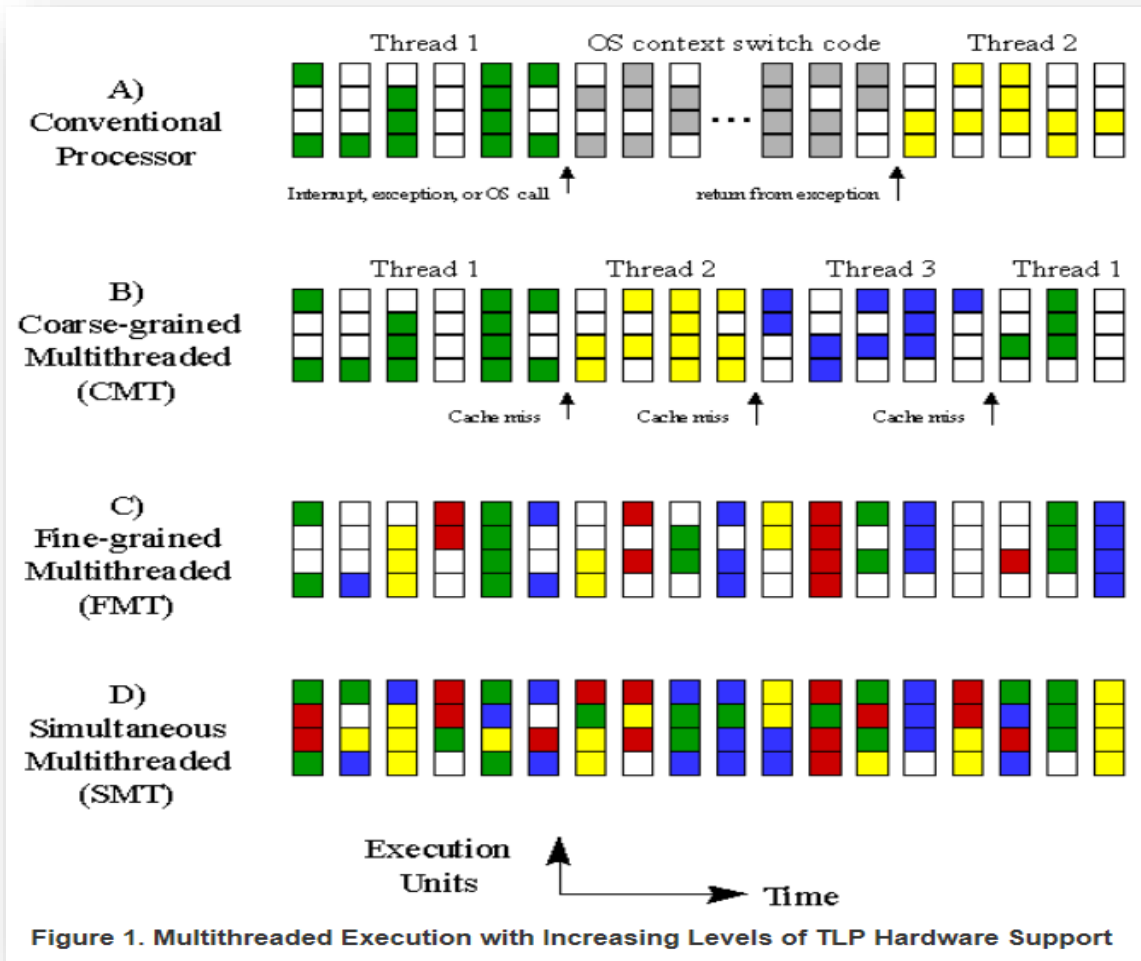 Thread 1
OS context switch code
Thread 2
A)
Conventional
Processor
...
Interrupt, exception, or OS call
return from exception
Thread 1
Thread 2
Thread 3
Thread 1
B)
Coarse-grained
Multithreaded
(CMT)
Cache miss
Cache miss
Cache miss
C)
Fine-grained
Multithreaded
(FMT)
D)
Simultaneous
Multithreaded
(SMT)
Execution
Units
Time
Figure 1. Multithreaded Execution with Increasing Levels of TLP Hardware Support